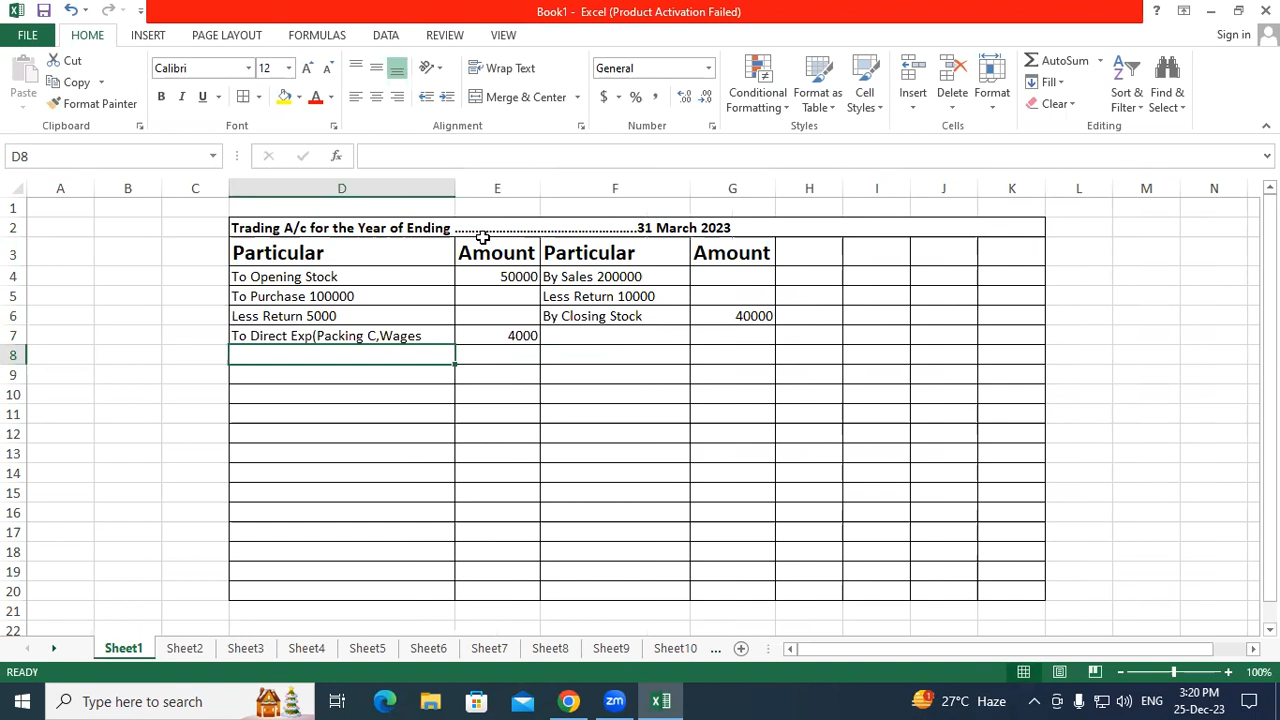 Book1 - Excel (Product Activation Failed)
?
FILE HOME INSERT PAGE LAYOUT FORMULAS DATA REVIEW VIEW Sign in
Cut Calibri 12 Wrap Text General AutoSum
Copy Fill
Paste Format Painter B I U A Merge & Center $ % , Conditional Formatting Format as Table Cell Styles Insert Delete Format Clear Sort & Filter Find & Select
Clipboard Font Alignment Number Styles Cells Editing
D8 fx
A B C D E F G H I J K L M N
1
2 Trading A/c for the Year of Ending ………………………………………………..31 March 2023
3 Particular Amount Particular Amount
4 To Opening Stock 50000 By Sales 200000
5 To Purchase 100000 Less Return 10000
6 Less Return 5000 By Closing Stock 40000
7 To Direct Exp(Packing C,Wages 4000
8
9
10
11
12
13
14
15
16
17
18
19
20
21
22
Sheet1 Sheet2 Sheet3 Sheet4 Sheet5 Sheet6 Sheet7 Sheet8 Sheet9 Sheet10 ...
READY 100%
Type here to search zm 27°C Haze 3:20 PM
25-Dec-23